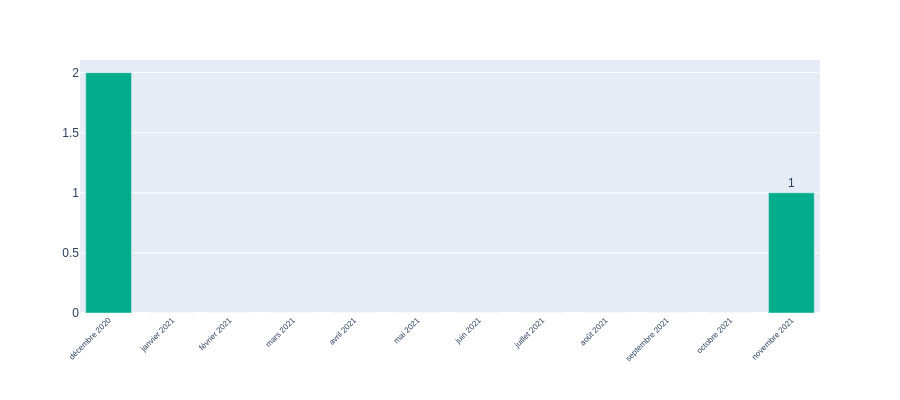 2
1.5
1
0.5
0
1
décembre 2020
janvier 2021
février 2021
mars 2021
avril 2021
mai 2021
juin 2021
juillet 2021
août 2021
septembre 2021
octobre 2021
novembre 2021